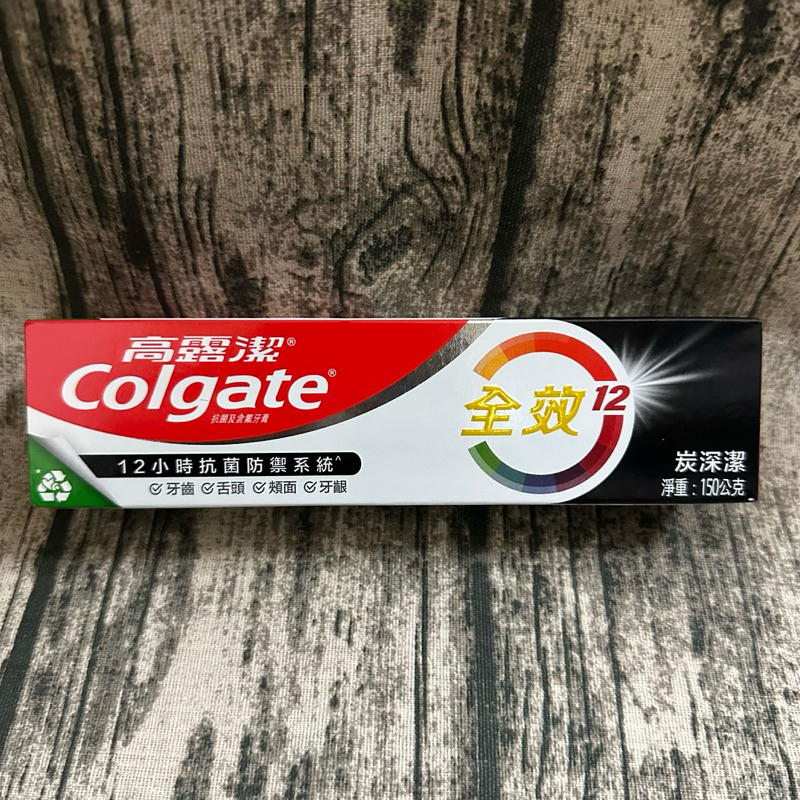 高露潔®
Colgate®
抗菌及含氟牙膏
12小時抗菌防禦系統^
牙齒 舌頭 頰面 牙齦
全效12
炭深潔
淨重：150公克